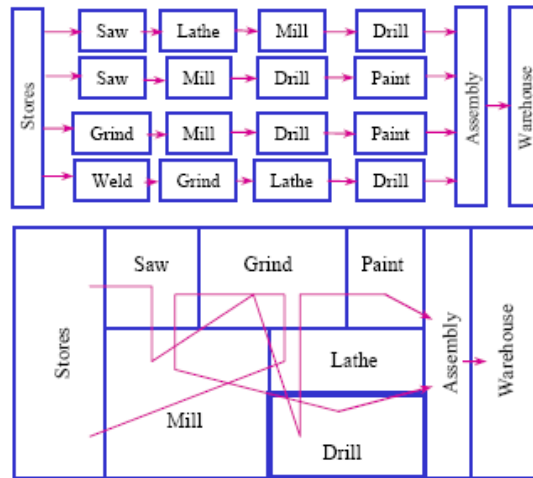 Stores
Saw Lathe Mill Drill
Saw Mill Drill Paint
Grind Mill Drill Paint
Weld Grind Lathe Drill
Assembly
Warehouse
Stores
Saw Grind Paint
Lathe
Mill
Drill
Assembly
Warehouse